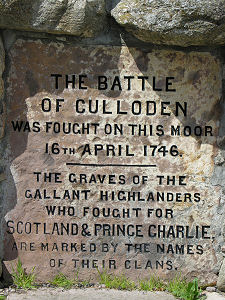 THE BATTLE
OF CULLODEN
WAS FOUGHT ON THIS MOOR
16TH APRIL 1746.
THE GRAVES OF THE
GALLANT HIGHLANDERS
WHO FOUGHT FOR
SCOTLAND & PRINCE CHARLIE,
ARE MARKED BY THE NAMES
OF THEIR CLANS.